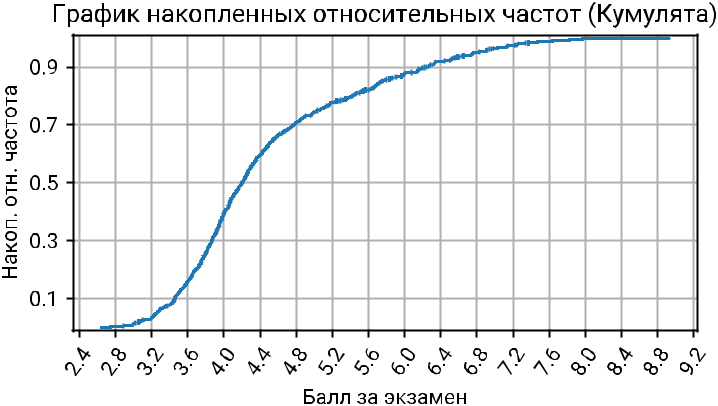 График накопленных относительных частот (Кумулята)
Накоп. отн. частота
0.9
0.7
0.5
0.3
0.1
2.4 2.8 3.2 3.6 4.0 4.4 4.8 5.2 5.6 6.0 6.4 6.8 7.2 7.6 8.0 8.4 8.8 9.2
Балл за экзамен